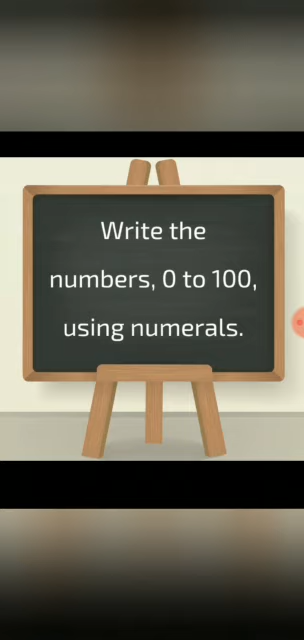 Write the
numbers, 0 to 100,
using numerals.